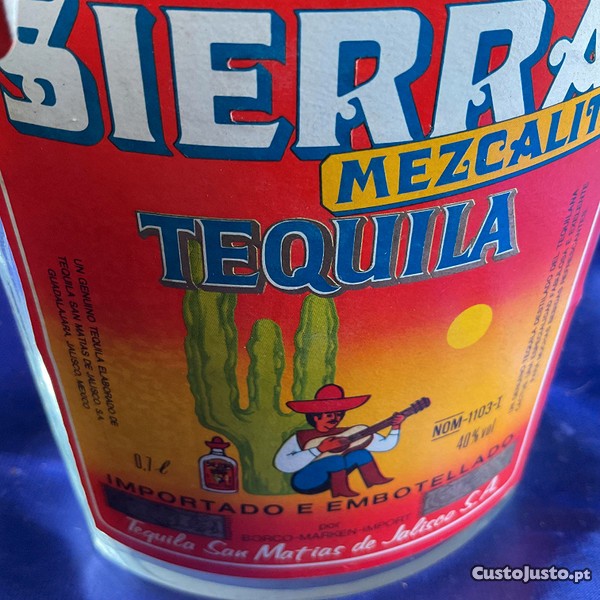 SIERRA
MEZCALIT
TEQUILA
UN GENUINO TEQUILA ELABORADO DE
TEQUILA SAN MATIAS DE JALISCO, S.A.
GUADALAJARA, JALISCO, MEXICO
NOM-1103-I
40% vol
0.7 ℓ
IMPORTADO E EMBOTELLADO
por
BORCO-MARKEN-IMPORT
Tequila San Matias de Jalisco S.A.
CustoJusto.pt